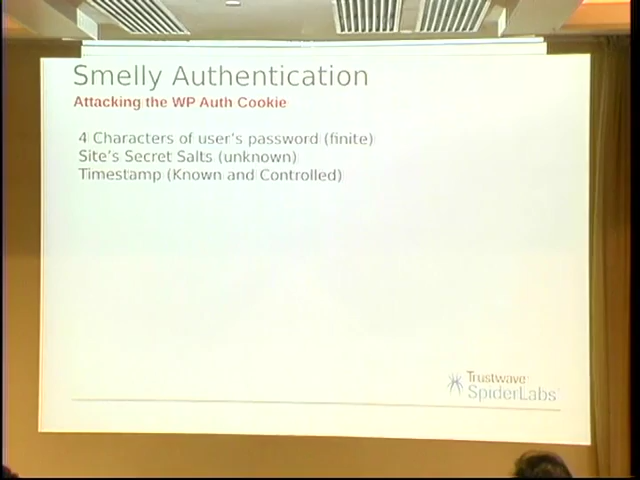 Smelly Authentication
Attacking the WP Auth Cookie
4 Characters of user's password (finite)
Site's Secret Salts (unknown)
Timestamp (Known and Controlled)
Trustwave
SpiderLabs